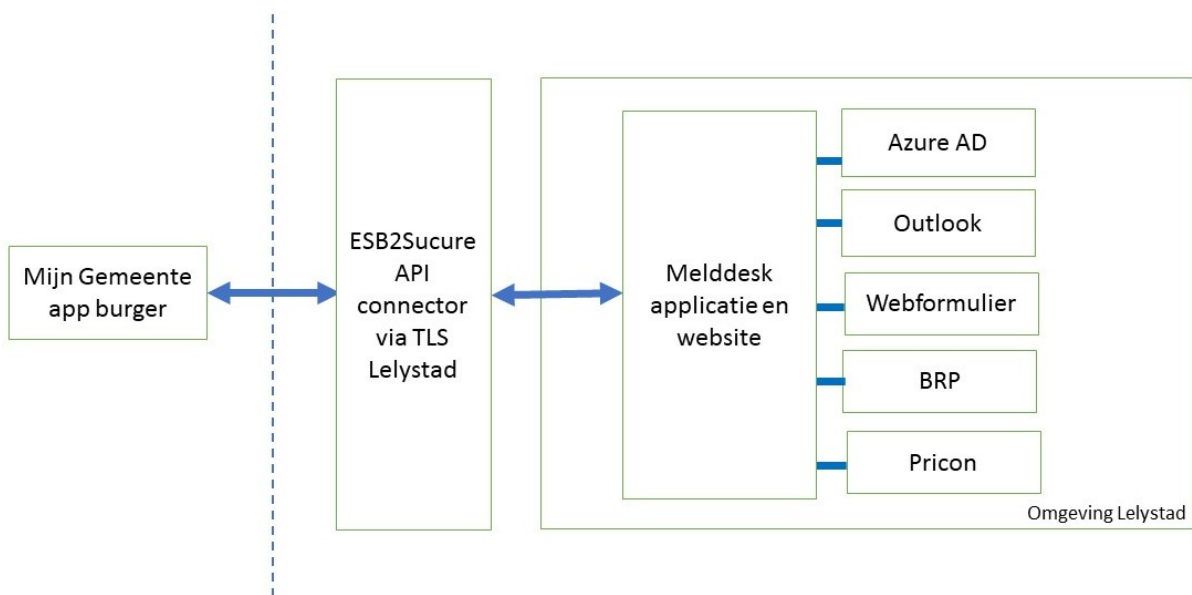 Mijn Gemeente
app burger
ESB2Sucure
API
connector
via TLS
Lelystad
Melddesk
applicatie en
website
Azure AD
Outlook
Webformulier
BRP
Pricon
Omgeving Lelystad